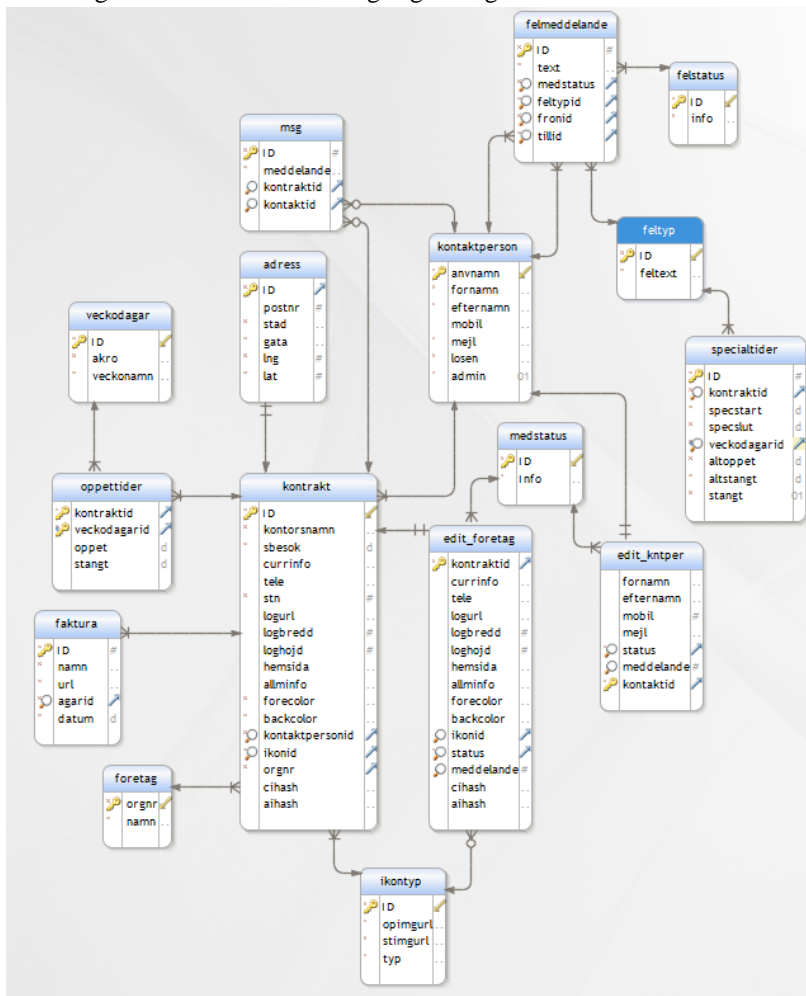 felmeddelande
ID #
text
medstatus
feltypid
fronid
tillid
felstatus
ID
info
msg
ID #
meddelande
kontraktid
kontaktid
kontaktperson
anvnamn
fornamn
efternamn
mobil
mejl
losen
admin 01
feltyp
ID
feltext
adress
ID
postnr #
stad
gata
lng #
lat #
veckodagar
ID
akro
veckonamn
specialtider
ID #
kontraktid
specstart d
specslut d
veckodagarid
altoppet d
altstangt d
stangt 01
medstatus
ID
Info
oppettider
kontraktid
veckodagarid
oppet d
stangt d
kontrakt
ID
kontorsnamn
sbesok d
currinfo
tele
stn #
logurl
logbredd #
loghojd #
hemsida
allminfo
forecolor
backcolor
kontaktpersonid
ikonid
orgnr
cihash
aihash
edit_foretag
kontraktid
currinfo
tele
logurl
logbredd #
loghojd #
hemsida
allminfo
forecolor
backcolor
ikonid
status
meddelande #
cihash
aihash
edit_kntper
fornamn
efternamn
mobil #
mejl
status
meddelande #
kontaktid
faktura
ID #
namn
url
agarid
datum d
foretag
orgnr
namn
ikontyp
ID
opimgurl
stimgurl
typ